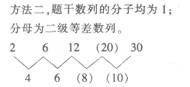 方法二,题干数列的分子均为1;
分母为二级等差数列。
2 6 12 (20) 30
4 6 (8) (10)